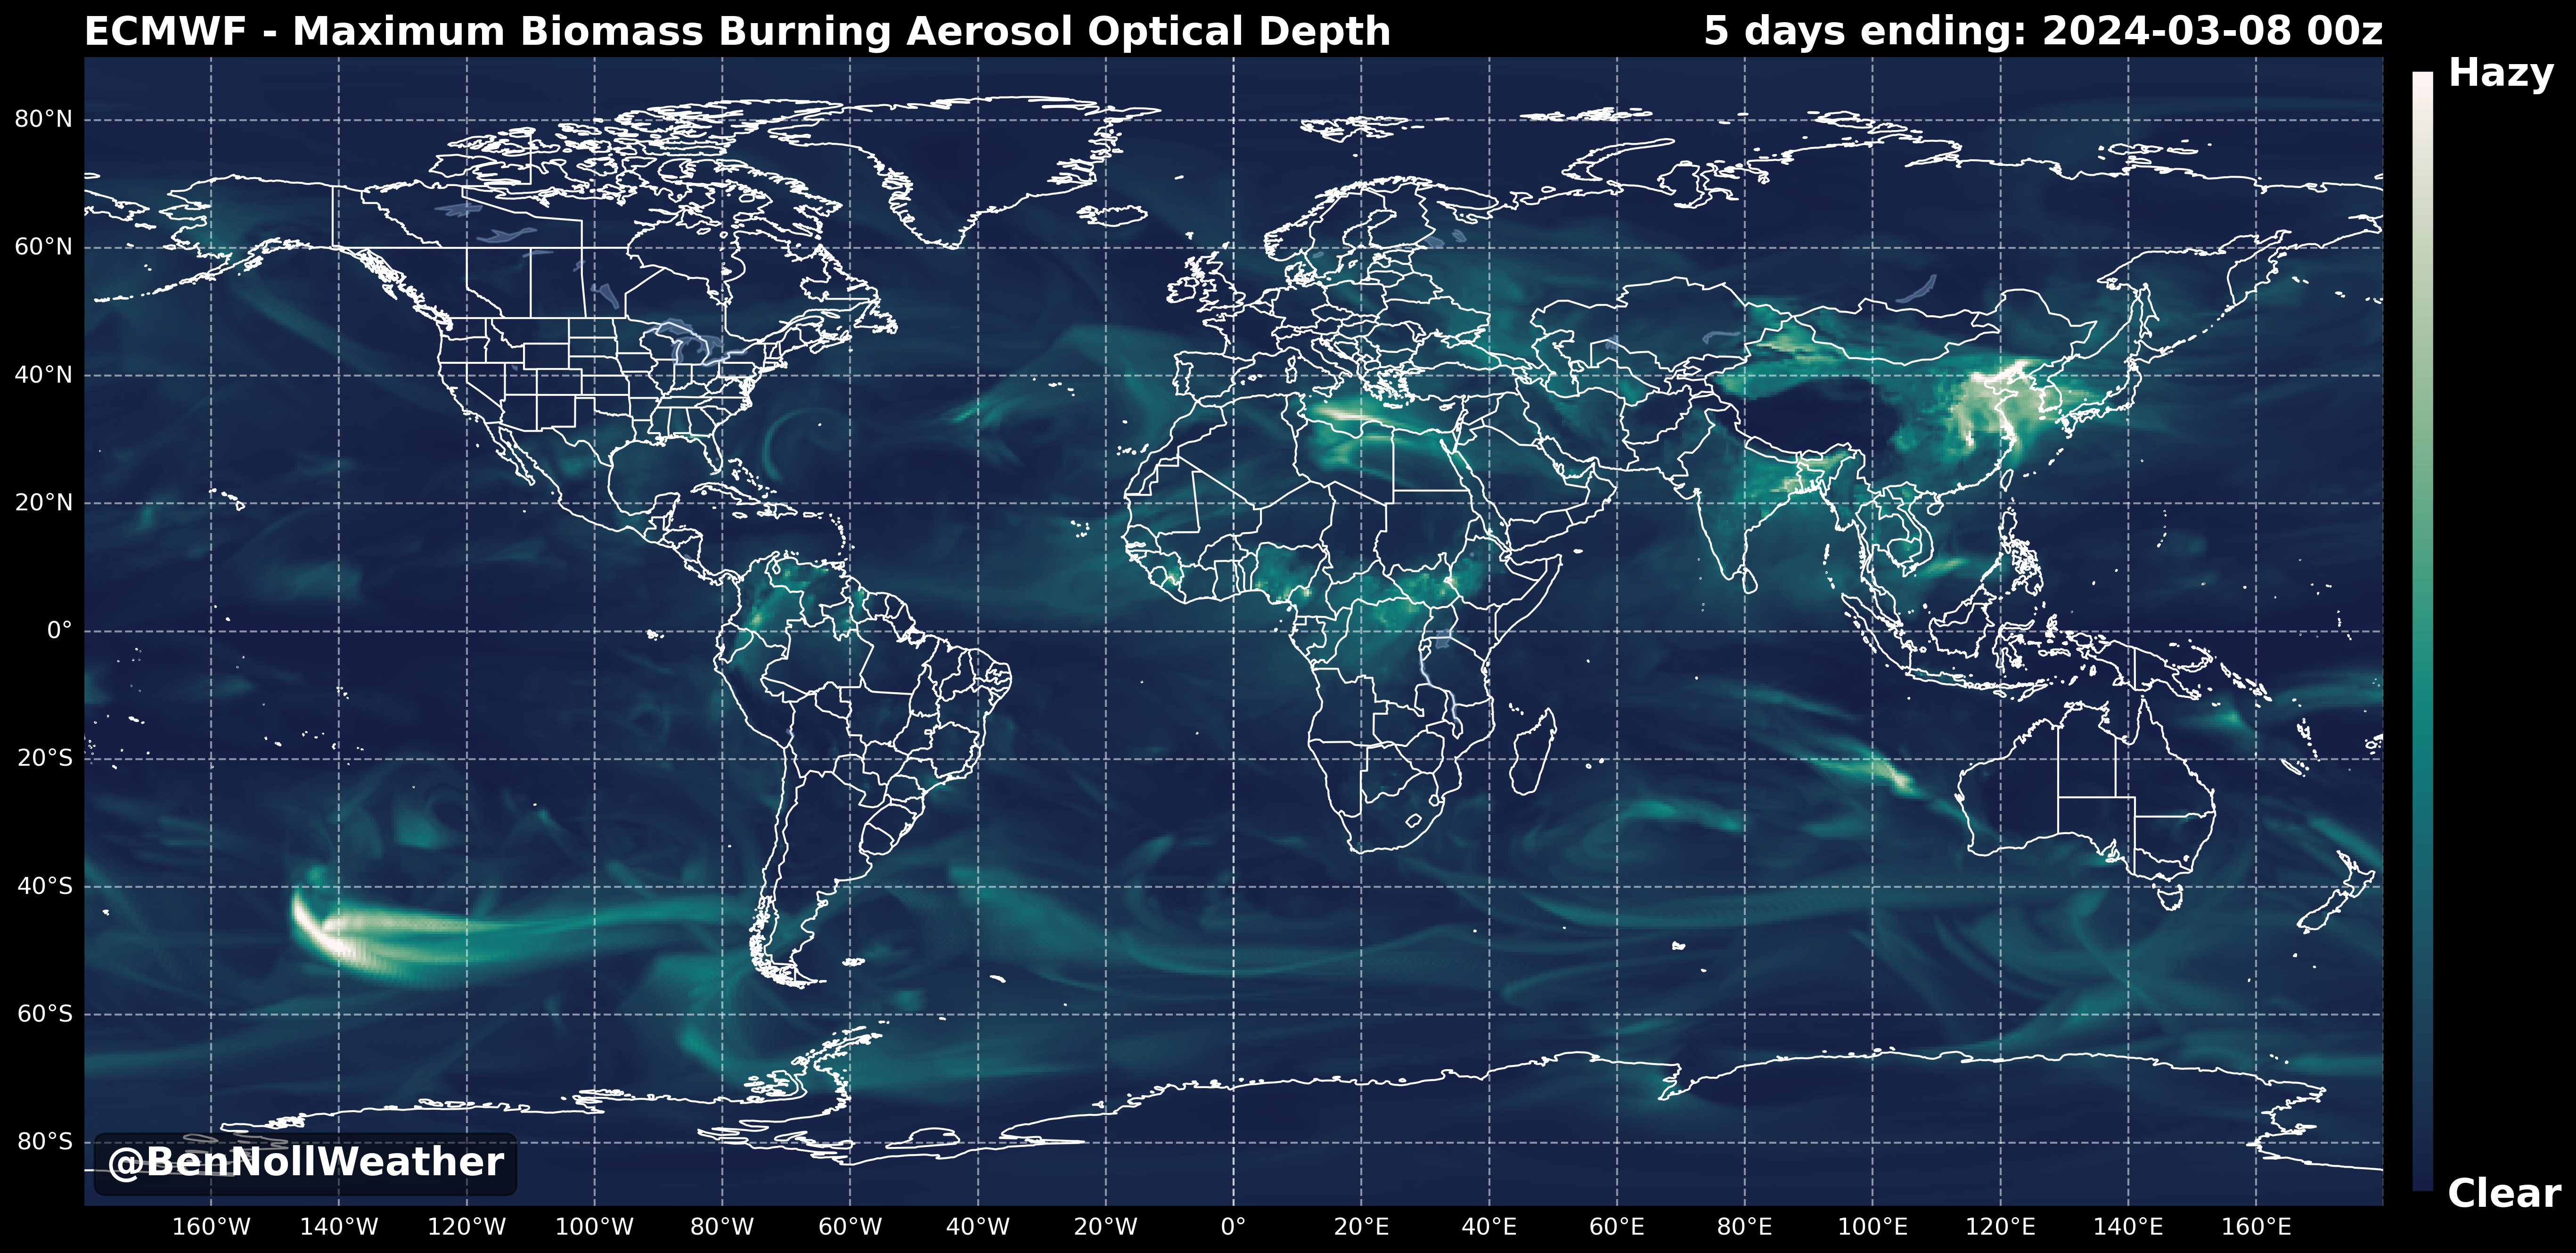 ECMWF - Maximum Biomass Burning Aerosol Optical Depth
5 days ending: 2024-03-08 00z
Hazy
80°N
60°N
40°N
20°N
0°
20°S
40°S
60°S
80°S
Clear
@BenNollWeather
160°W 140°W 120°W 100°W 80°W 60°W 40°W 20°W 0° 20°E 40°E 60°E 80°E 100°E 120°E 140°E 160°E